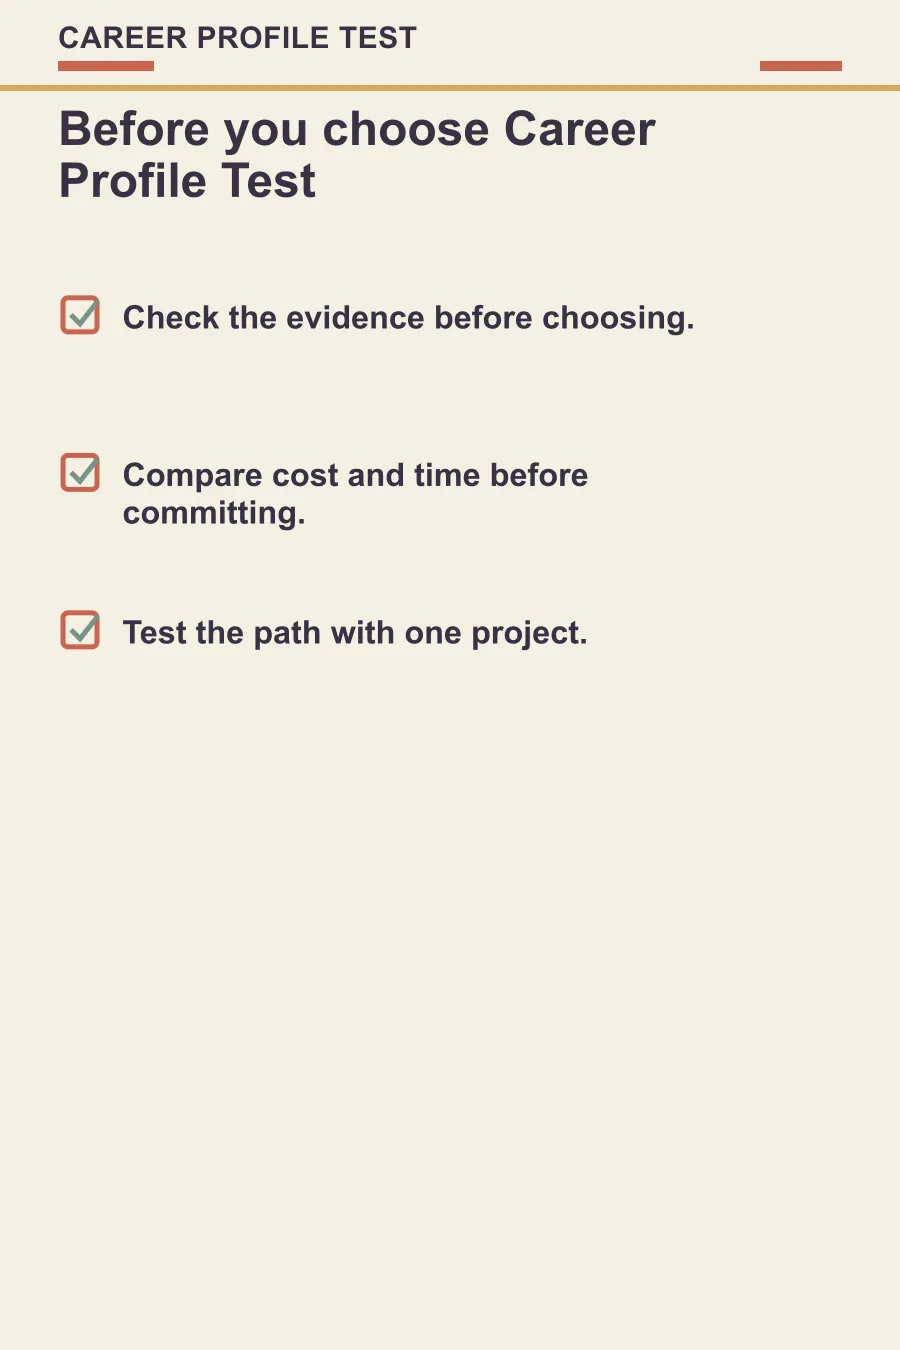 CAREER PROFILE TEST
Before you choose Career
Profile Test
Check the evidence before choosing.
Compare cost and time before
committing.
Test the path with one project.